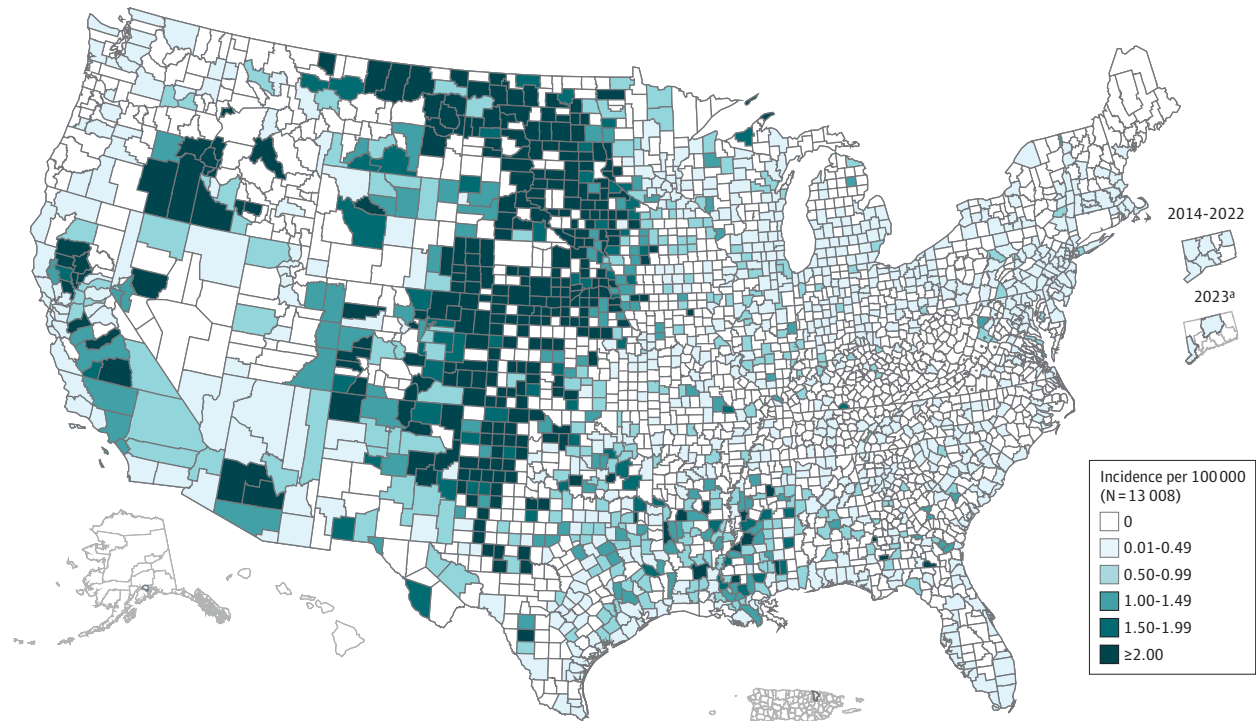 2014-2022
2023ª
Incidence per 100 000
(N = 13 008)
0
0.01-0.49
0.50-0.99
1.00-1.49
1.50-1.99
≥2.00